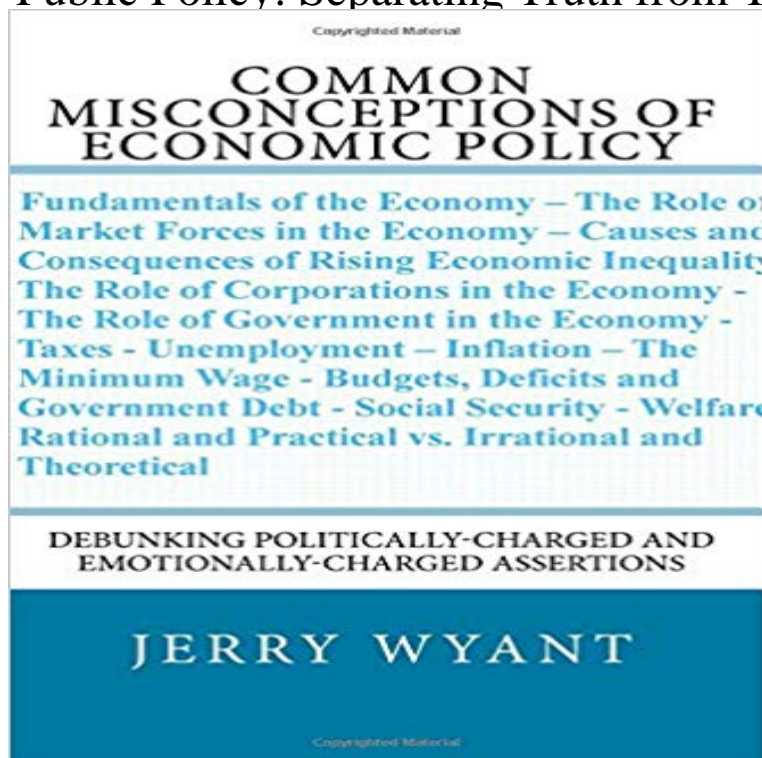 Public Policy: Separating Truth from
Copyrighted Material
COMMON
MISCONCEPTIONS OF
ECONOMIC POLICY
Fundamentals of the Economy – The Role of
Market Forces in the Economy – Causes and
Consequences of Rising Economic Inequality
The Role of Corporations in the Economy -
The Role of Government in the Economy -
Taxes - Unemployment – Inflation – The
Minimum Wage - Budgets, Deficits and
Government Debt - Social Security - Welfare
Rational and Practical vs. Irrational and
Theoretical
DEBUNKING POLITICALLY-CHARGED AND
EMOTIONALLY-CHARGED ASSERTIONS
JERRY WYANT
Copyrighted Material